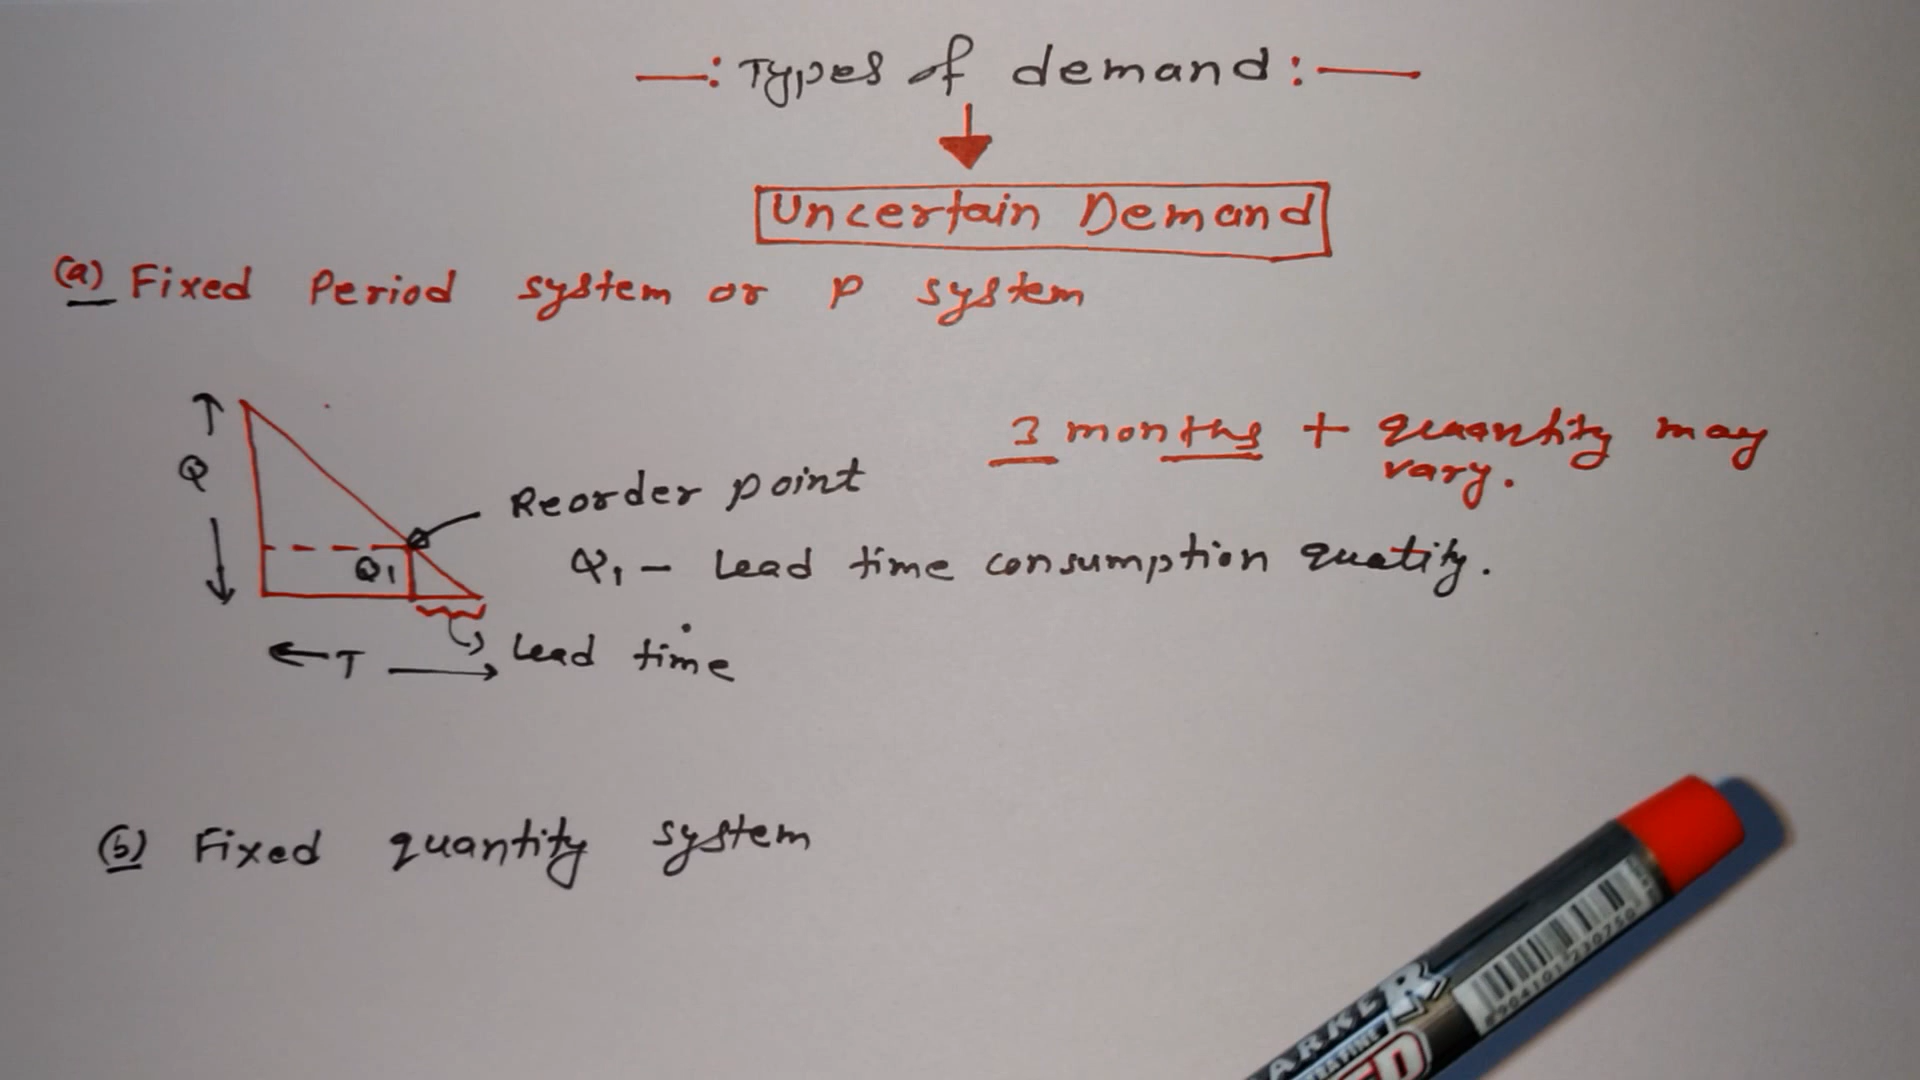 —: Types of demand :—
Uncertain Demand
(a) Fixed Period system or P system
3 months + quantity may
vary.
Q
Reorder point
Q1
Q1 - Lead time consumption quatity.
T
Lead time
(b) Fixed quantity system
ARKER